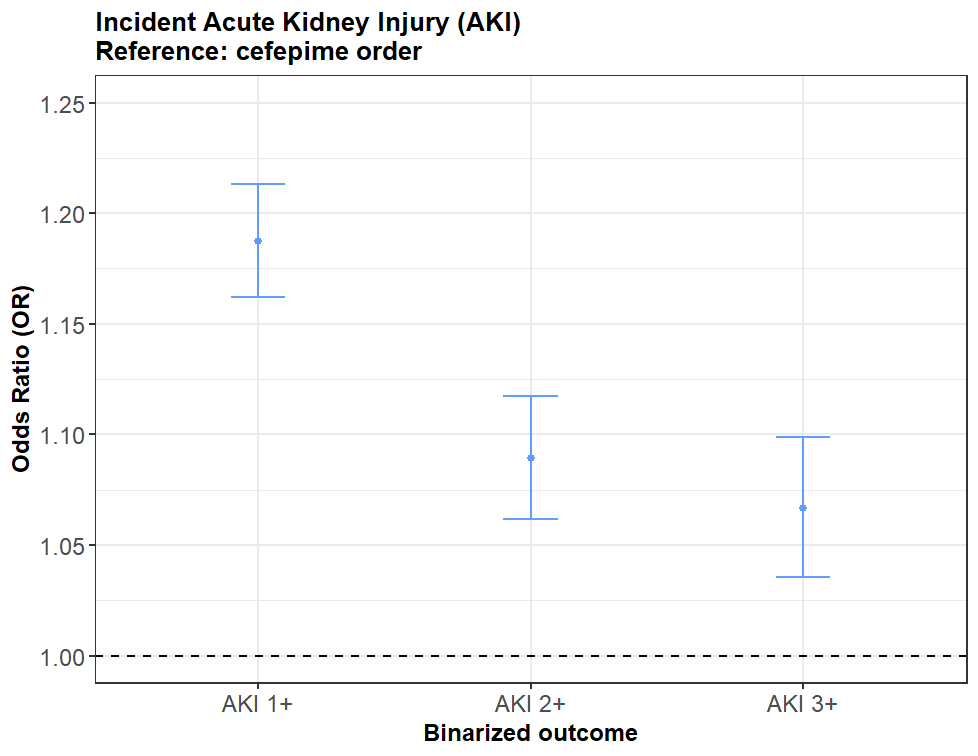 Incident Acute Kidney Injury (AKI)
Reference: cefepime order
Odds Ratio (OR)
1.25
1.20
1.15
1.10
1.05
1.00
AKI 1+
AKI 2+
AKI 3+
Binarized outcome